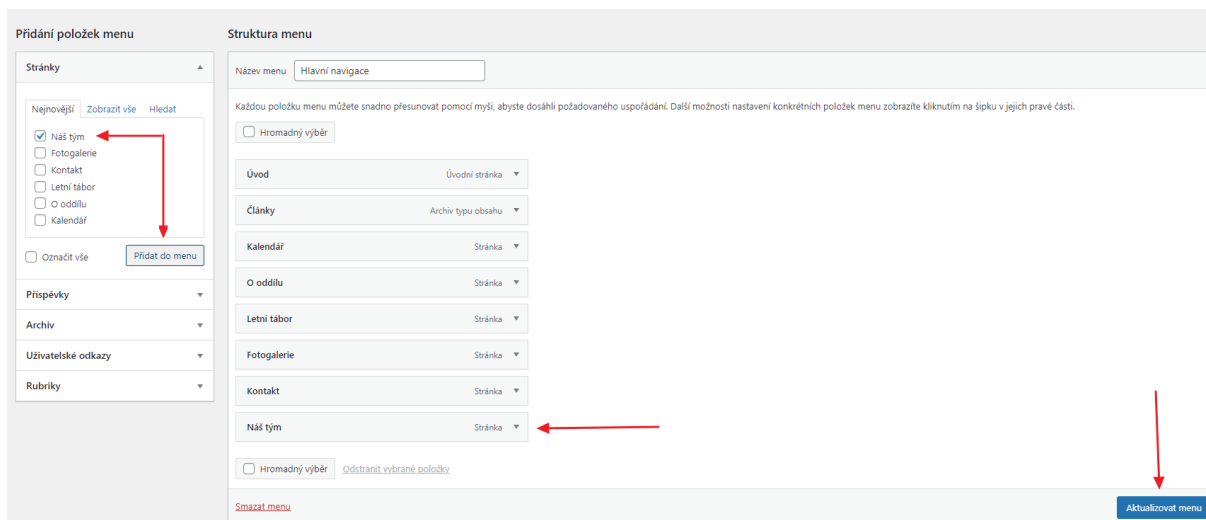 Přidání položek menu
Stránky
Nejnovější Zobrazit vše Hledat
Náš tým
Fotogalerie
Kontakt
Letní tábor
O oddílu
Kalendář
Označit vše Přidat do menu
Příspěvky
Archiv
Uživatelské odkazy
Rubriky
Struktura menu
Název menu Hlavní navigace
Každou položku menu můžete snadno přesunovat pomocí myši, abyste dosáhli požadovaného uspořádání. Další možnosti nastavení konkrétních položek menu zobrazíte kliknutím na šipku v jejich pravé části.
Hromadný výběr
Úvod Úvodní stránka
Články Archiv typu obsahu
Kalendář Stránka
O oddílu Stránka
Letní tábor Stránka
Fotogalerie Stránka
Kontakt Stránka
Náš tým Stránka
Hromadný výběr Odstranit vybrané položky
Smazat menu Aktualizovat menu